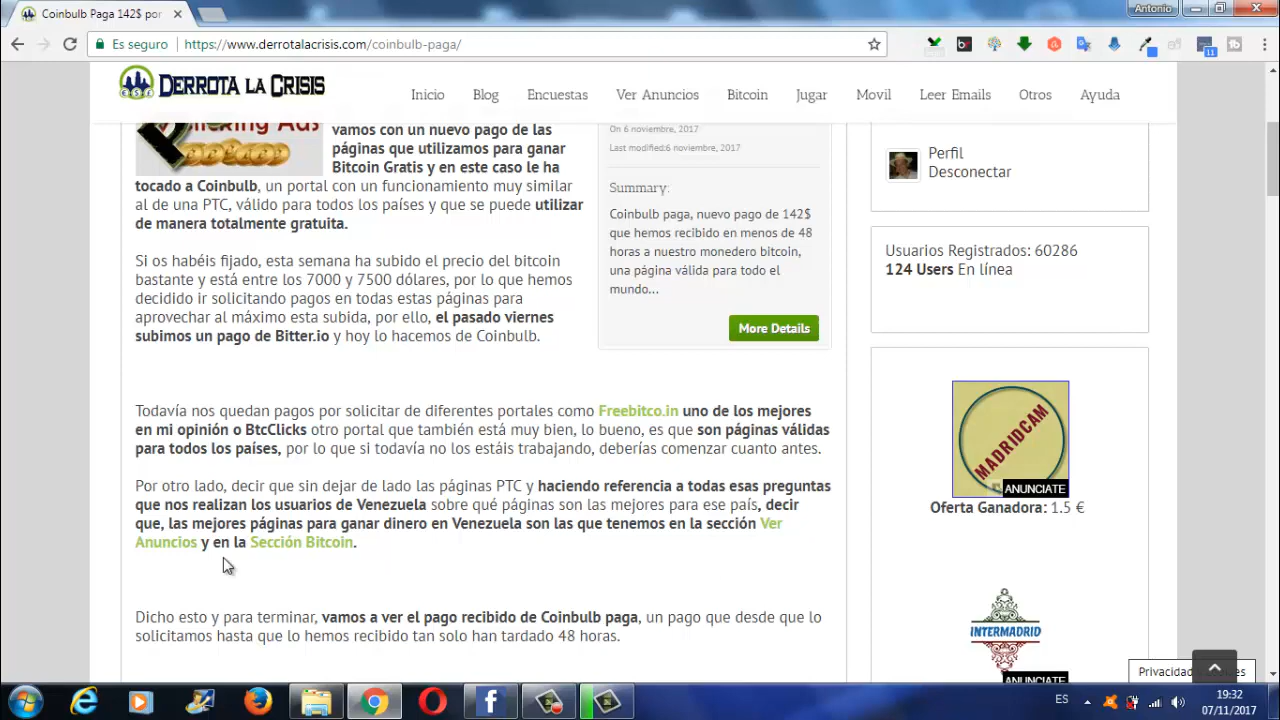 Coinbulb Paga 142$ por
Antonio
Es seguro
https://www.derrotalacrisis.com/coinbulb-paga/
11
DERROTA LA CRISIS
Inicio
Blog
Encuestas
Ver Anuncios
Bitcoin
Jugar
Movil
Leer Emails
Otros
Ayuda
vamos con un nuevo pago de las
páginas que utilizamos para ganar
Bitcoin Gratis y en este caso le ha
tocado a Coinbulb, un portal con un funcionamiento muy similar
al de una PTC, válido para todos los países y que se puede utilizar
de manera totalmente gratuita.
Si os habéis fijado, esta semana ha subido el precio del bitcoin
bastante y está entre los 7000 y 7500 dólares, por lo que hemos
decidido ir solicitando pagos en todas estas páginas para
aprovechar al máximo esta subida, por ello, el pasado viernes
subimos un pago de Bitter.io y hoy lo hacemos de Coinbulb.
On 6 noviembre, 2017
Last modified:6 noviembre, 2017
Summary:
Coinbulb paga, nuevo pago de 142$
que hemos recibido en menos de 48
horas a nuestro monedero bitcoin,
una página válida para todo el
mundo...
More Details
Todavía nos quedan pagos por solicitar de diferentes portales como Freebitco.in uno de los mejores
en mi opinión o BtcClicks otro portal que también está muy bien, lo bueno, es que son páginas válidas
para todos los países, por lo que si todavía no los estáis trabajando, deberías comenzar cuanto antes.
Por otro lado, decir que sin dejar de lado las páginas PTC y haciendo referencia a todas esas preguntas
que nos realizan los usuarios de Venezuela sobre qué páginas son las mejores para ese país, decir
que, las mejores páginas para ganar dinero en Venezuela son las que tenemos en la sección Ver
Anuncios y en la Sección Bitcoin.
Dicho esto y para terminar, vamos a ver el pago recibido de Coinbulb paga, un pago que desde que lo
solicitamos hasta que lo hemos recibido tan solo han tardado 48 horas.
Perfil
Desconectar
Usuarios Registrados: 60286
124 Users En línea
MADRIDCAM
ANUNCIATE
Oferta Ganadora: 1.5 €
INTERMADRID
ANUNCIATE
ES
19:32
07/11/2017